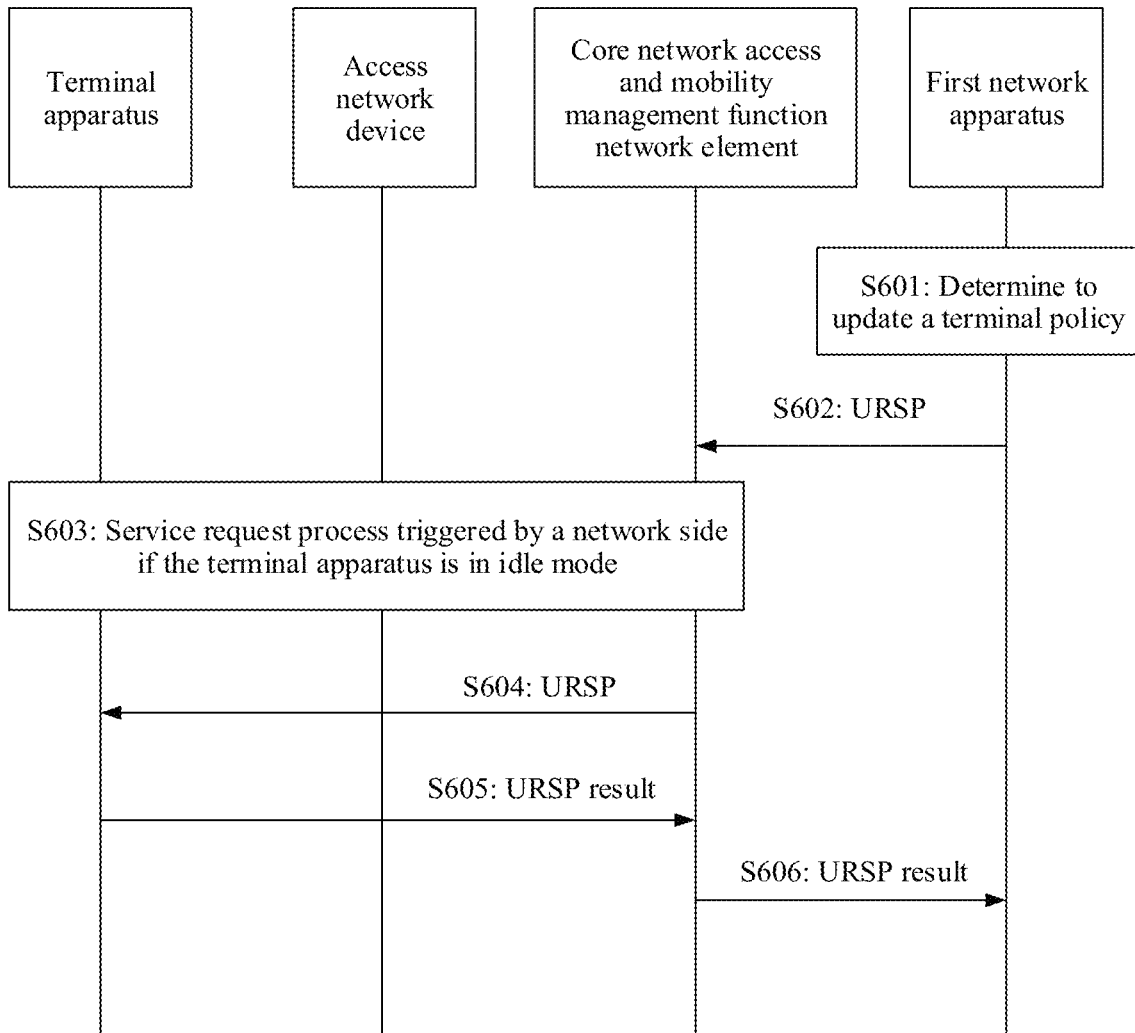 Terminal
apparatus
Access
network
device
Core network access
and mobility
management function
network element
First network
apparatus
S601: Determine to
update a terminal policy
S602: URSP
S603: Service request process triggered by a network side
if the terminal apparatus is in idle mode
S604: URSP
S605: URSP result
S606: URSP result